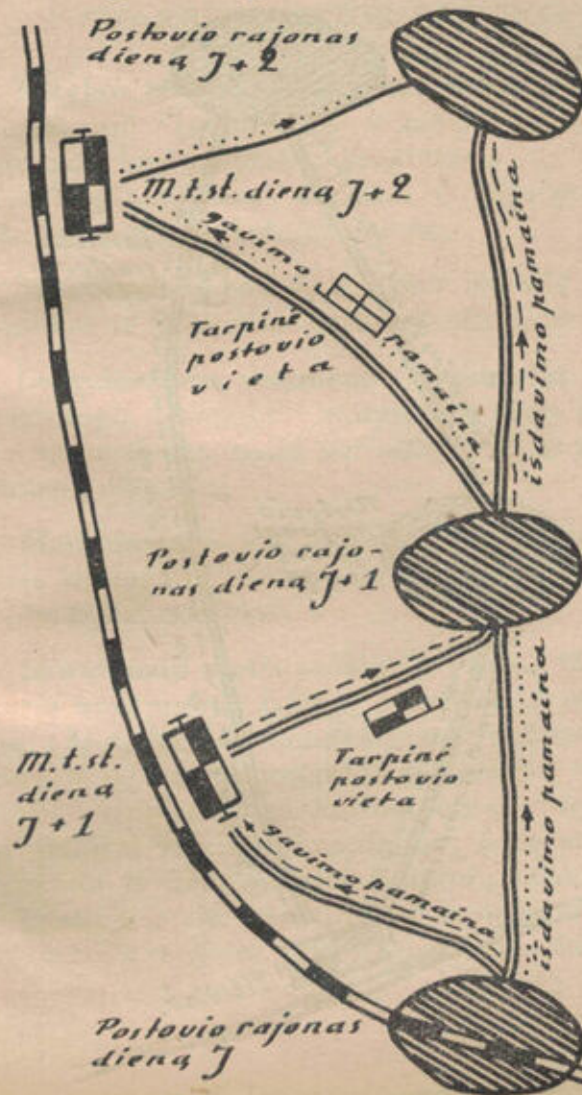 Postovio rajonas
dieną J+2
M.t.st. dieną J+2
gavimo pamaina
Tarpinė
postovio
vieta
išdavimo pamaina
Postovio rajo-
nas dieną J+1
M.t.st.
dieną
J+1
Tarpinė
postovio
vieta
gavimo pamaina
išdavimo pamaina
Postovio rajonas
dieną J